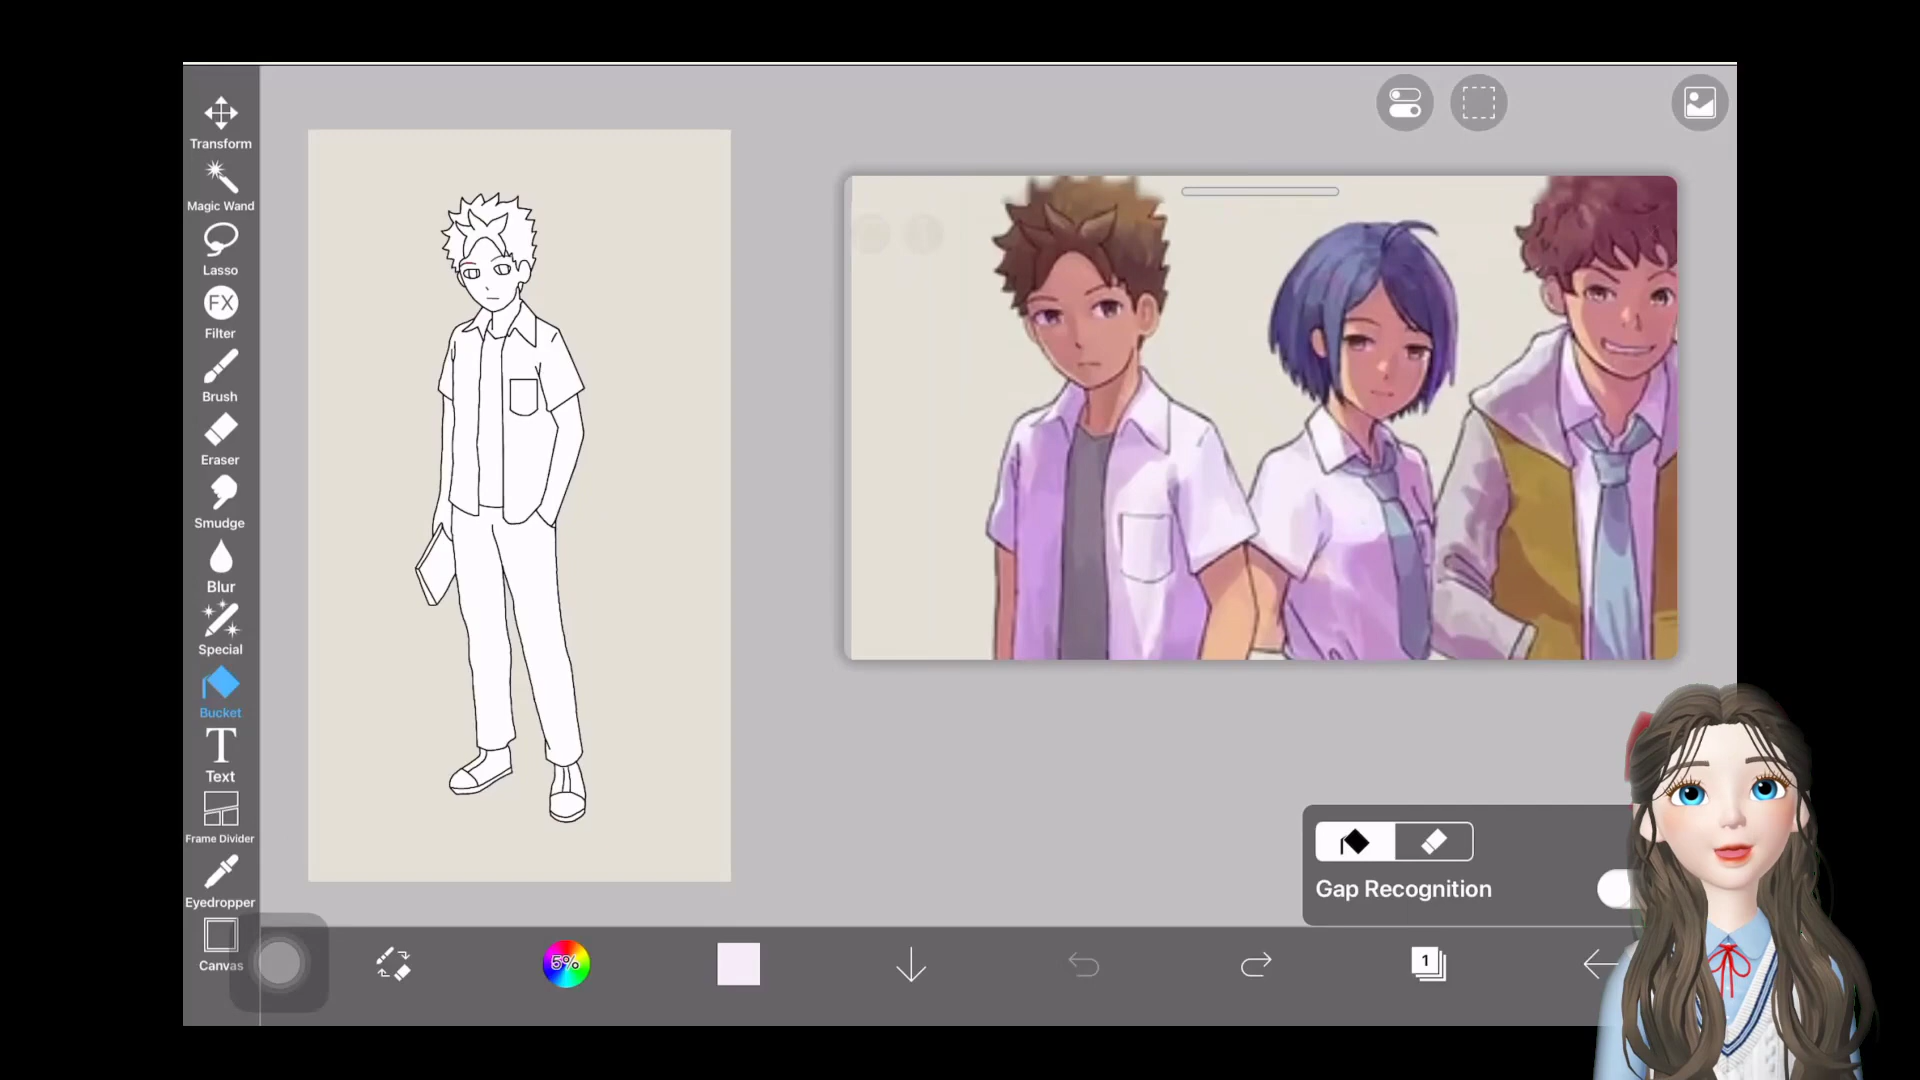 Transform
Magic Wand
Lasso
FX
Filter
Brush
Eraser
Smudge
Blur
Special
Bucket
T
Text
Frame Divider
Eyedropper
Canvas
Gap Recognition
5%
1